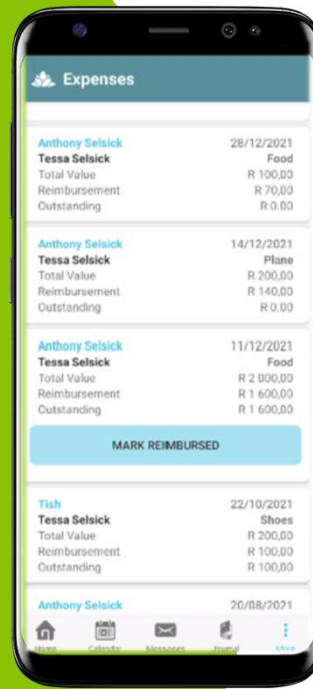 Expenses
Anthony Selsick 28/12/2021
Tessa Selsick Food
Total Value R 100,00
Reimbursement R 70,00
Outstanding R 0.00
Anthony Selsick 14/12/2021
Tessa Selsick Plane
Total Value R 200,00
Reimbursement R 140,00
Outstanding R 0.00
Anthony Selsick 11/12/2021
Tessa Selsick Food
Total Value R 2 000,00
Reimbursement R 1 600,00
Outstanding R 1 600,00
MARK REIMBURSED
Tish 22/10/2021
Tessa Selsick Shoes
Total Value R 200,00
Reimbursement R 100,00
Outstanding R 100,00
Anthony Selsick 20/08/2021
Home Calendar Messages Journal More